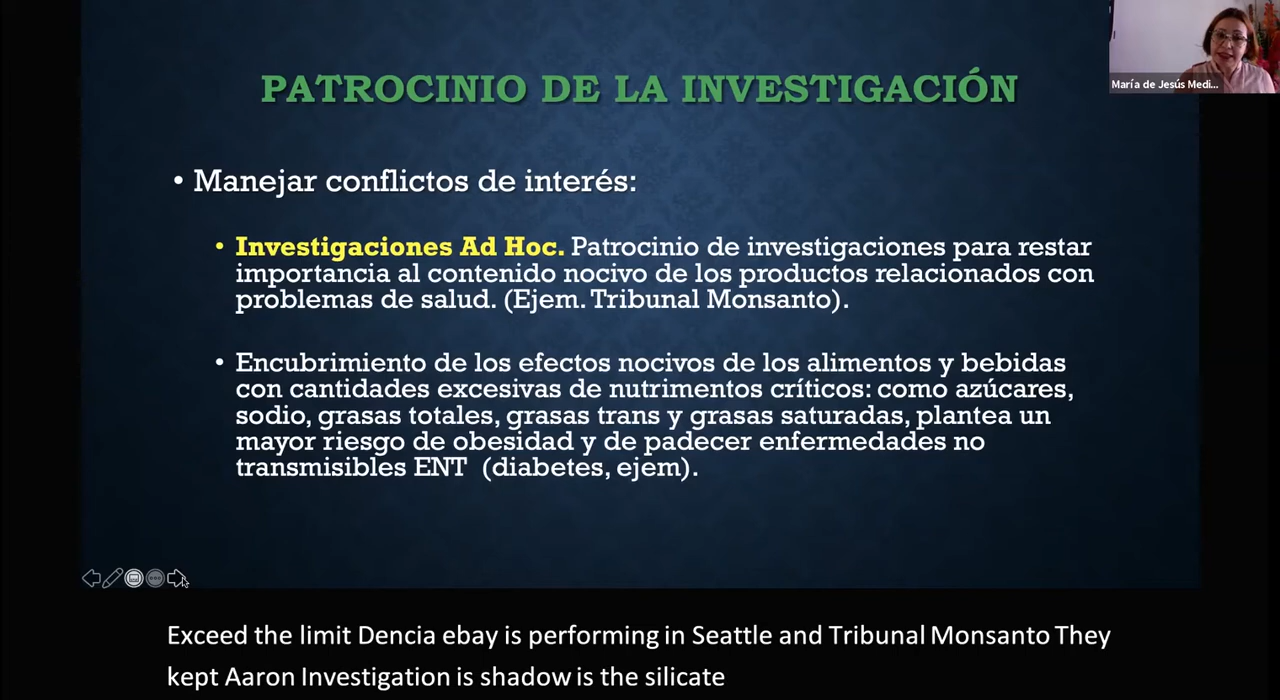 PATROCINIO DE LA INVESTIGACIÓN
María de Jesús Medi...
• Manejar conflictos de interés:
• Investigaciones Ad Hoc. Patrocinio de investigaciones para restar
importancia al contenido nocivo de los productos relacionados con
problemas de salud. (Ejem. Tribunal Monsanto).
• Encubrimiento de los efectos nocivos de los alimentos y bebidas
con cantidades excesivas de nutrimentos críticos: como azúcares,
sodio, grasas totales, grasas trans y grasas saturadas, plantea un
mayor riesgo de obesidad y de padecer enfermedades no
transmisibles ENT (diabetes, ejem).
Exceed the limit Dencia ebay is performing in Seattle and Tribunal Monsanto They
kept Aaron Investigation is shadow is the silicate